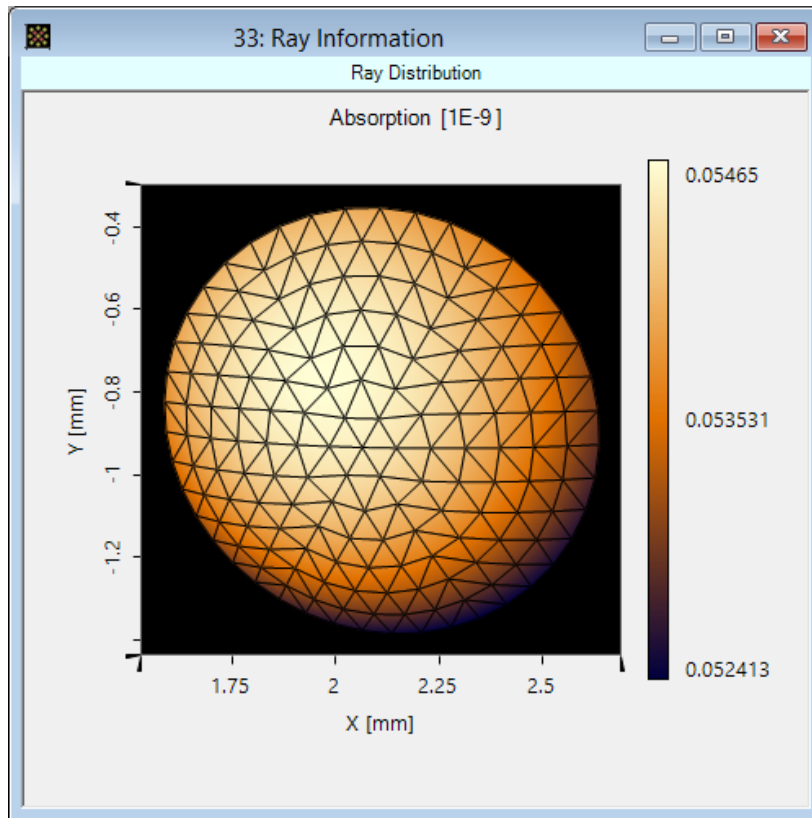 33: Ray Information
Ray Distribution
Absorption [1E-9]
0.05465
0.053531
0.052413
-0.4
-0.6
-0.8
-1
-1.2
Y [mm]
1.75
2
2.25
2.5
X [mm]